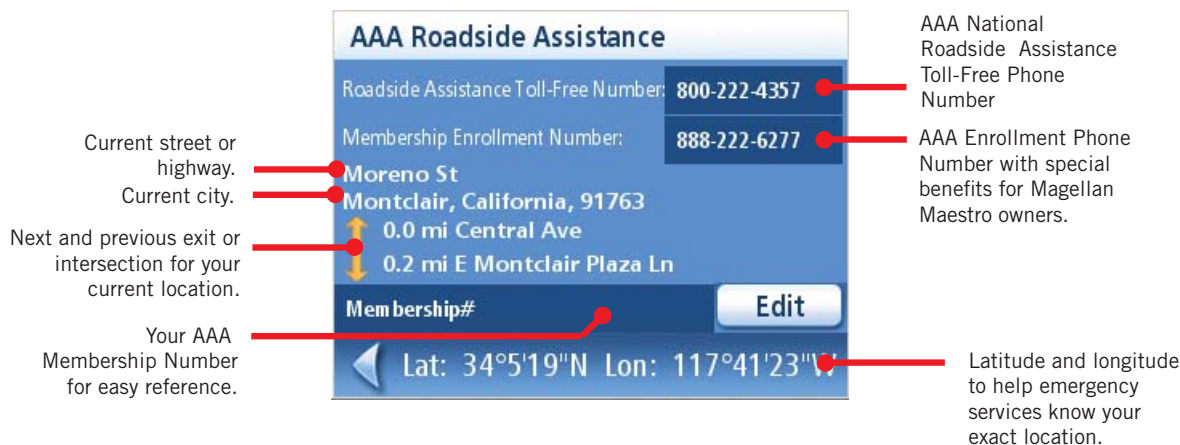 AAA Roadside Assistance
Roadside Assistance Toll-Free Number: 800-222-4357
Membership Enrollment Number: 888-222-6277
Moreno St
Montclair, California, 91763
0.0 mi Central Ave
0.2 mi E Montclair Plaza Ln
Membership#
Edit
Lat: 34°5'19"N Lon: 117°41'23"W
Current street or
highway.
Current city.
Next and previous exit or
intersection for your
current location.
Your AAA
Membership Number
for easy reference.
AAA National
Roadside Assistance
Toll-Free Phone
Number
AAA Enrollment Phone
Number with special
benefits for Magellan
Maestro owners.
Latitude and longitude
to help emergency
services know your
exact location.